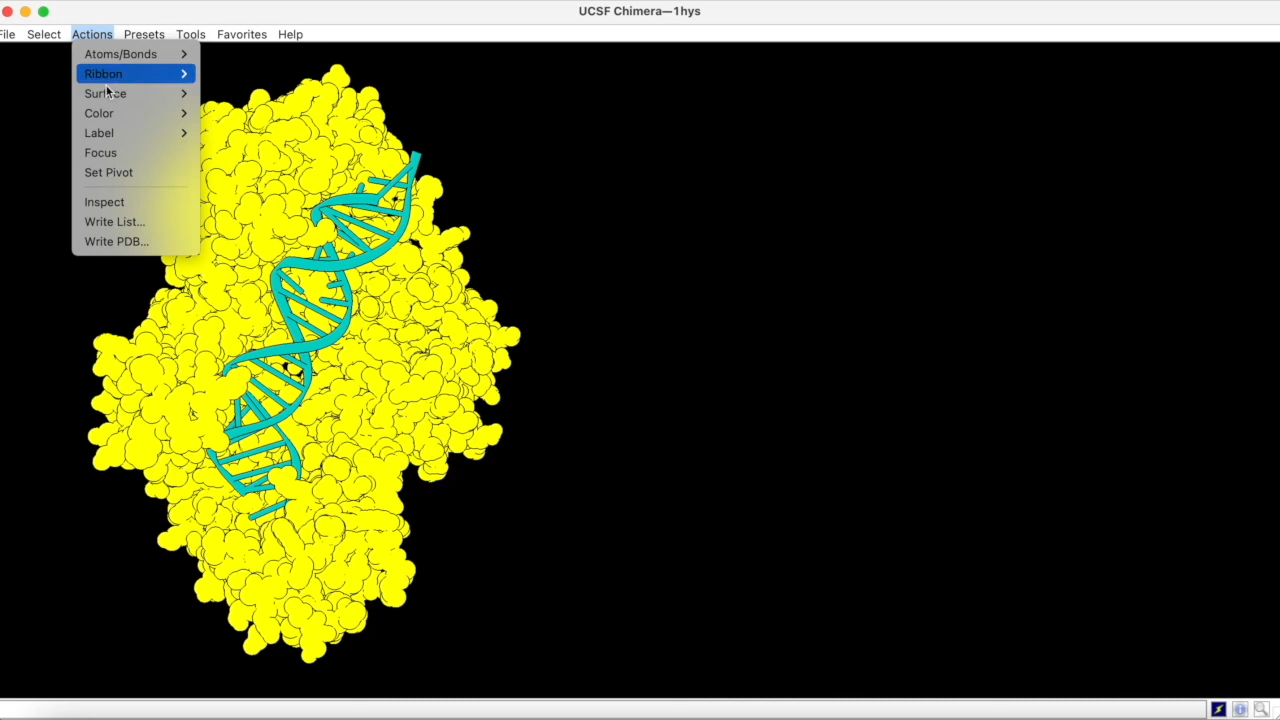 UCSF Chimera—1hys
File Select Actions Presets Tools Favorites Help
Atoms/Bonds
Ribbon
Surface
Color
Label
Focus
Set Pivot
Inspect
Write List...
Write PDB...